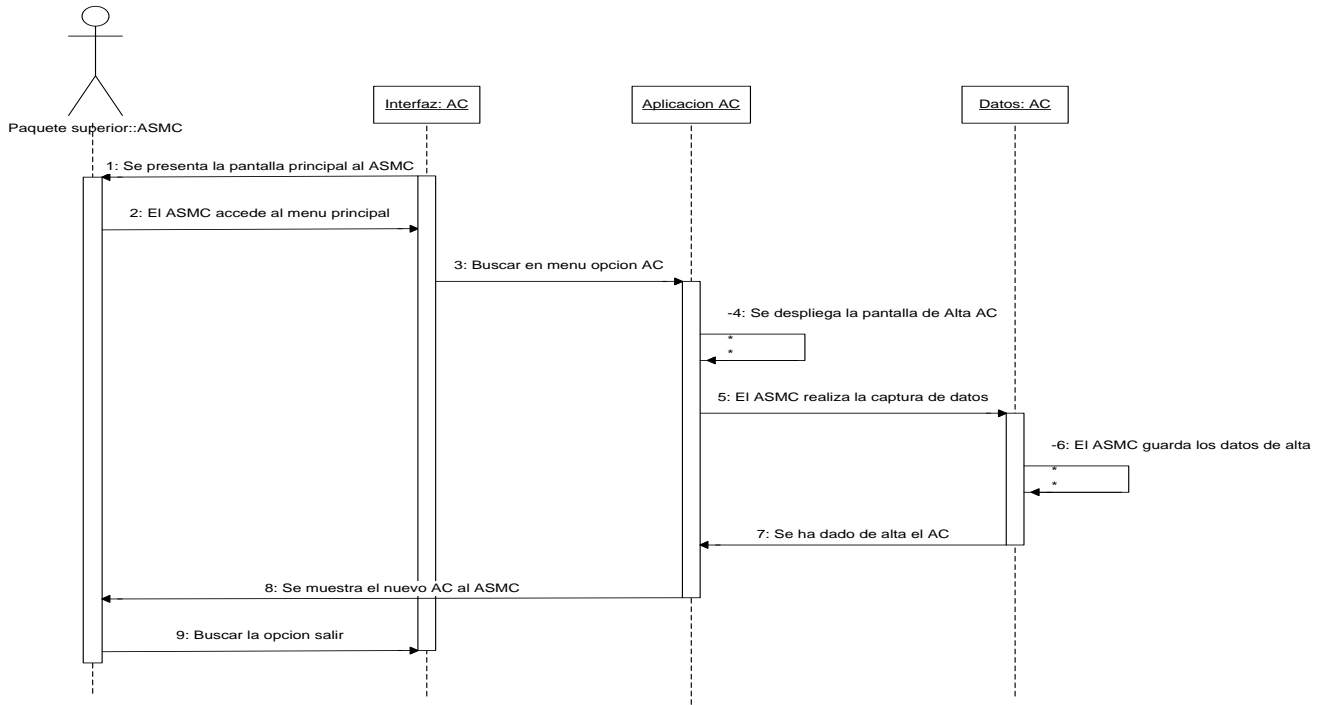 Interfaz: AC
Aplicacion AC
Datos: AC
Paquete superior::ASMC
1: Se presenta la pantalla principal al ASMC
2: El ASMC accede al menu principal
3: Buscar en menu opcion AC
-4: Se despliega la pantalla de Alta AC
*
*
5: El ASMC realiza la captura de datos
-6: El ASMC guarda los datos de alta
*
*
7: Se ha dado de alta el AC
8: Se muestra el nuevo AC al ASMC
9: Buscar la opcion salir